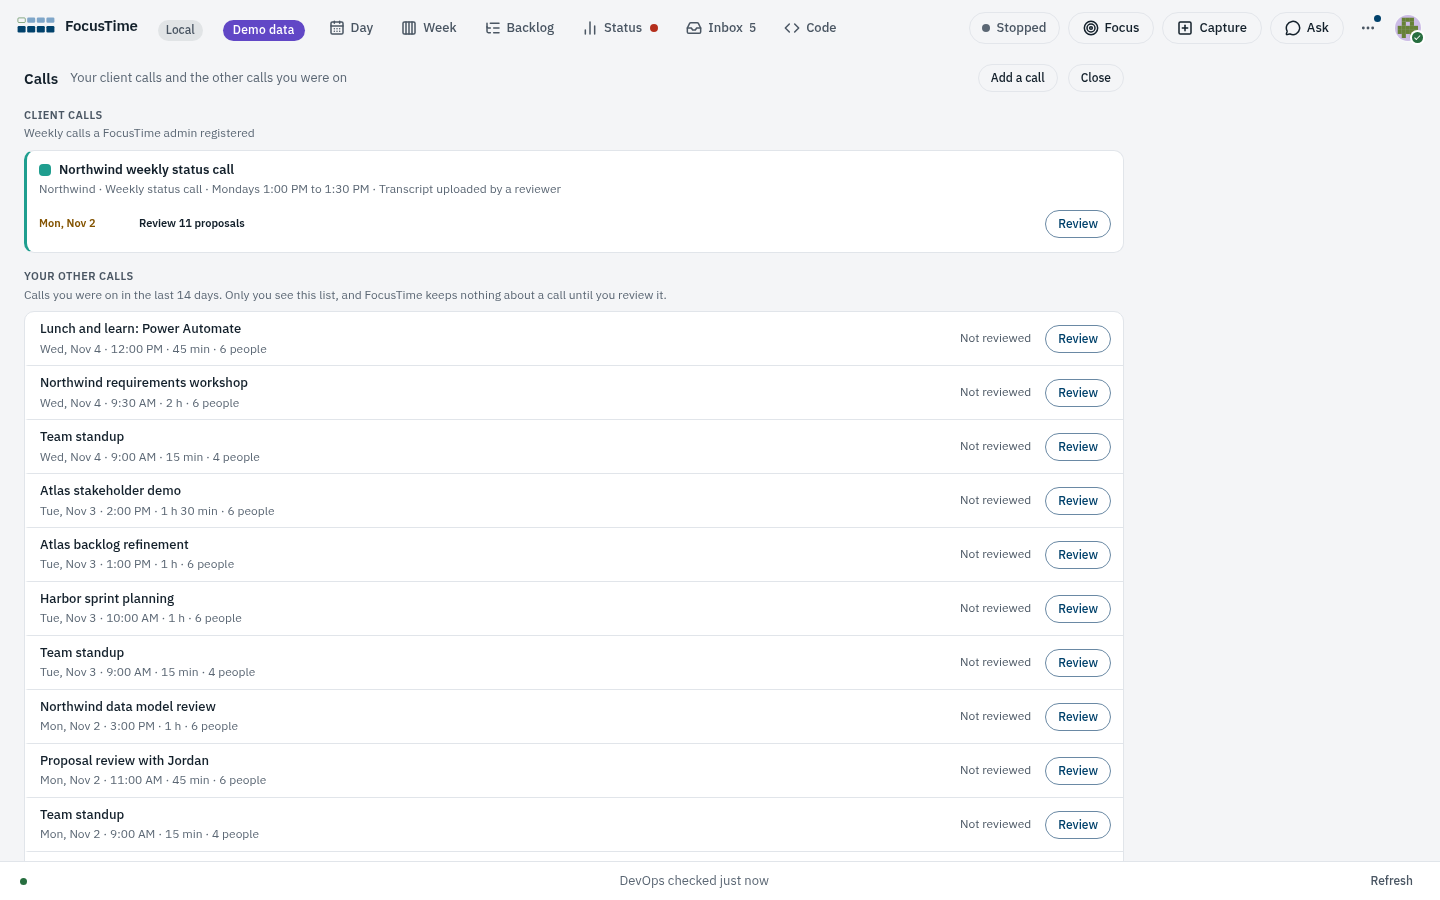 FocusTime
Local
Demo data
Day
Week
Backlog
Status
Inbox 5
Code
Stopped
Focus
Capture
Ask
Calls
Your client calls and the other calls you were on
Add a call
Close
CLIENT CALLS
Weekly calls a FocusTime admin registered
Northwind weekly status call
Northwind · Weekly status call · Mondays 1:00 PM to 1:30 PM · Transcript uploaded by a reviewer
Mon, Nov 2
Review 11 proposals
Review
YOUR OTHER CALLS
Calls you were on in the last 14 days. Only you see this list, and FocusTime keeps nothing about a call until you review it.
Lunch and learn: Power Automate
Wed, Nov 4 · 12:00 PM · 45 min · 6 people
Not reviewed
Review
Northwind requirements workshop
Wed, Nov 4 · 9:30 AM · 2 h · 6 people
Not reviewed
Review
Team standup
Wed, Nov 4 · 9:00 AM · 15 min · 4 people
Not reviewed
Review
Atlas stakeholder demo
Tue, Nov 3 · 2:00 PM · 1 h 30 min · 6 people
Not reviewed
Review
Atlas backlog refinement
Tue, Nov 3 · 1:00 PM · 1 h · 6 people
Not reviewed
Review
Harbor sprint planning
Tue, Nov 3 · 10:00 AM · 1 h · 6 people
Not reviewed
Review
Team standup
Tue, Nov 3 · 9:00 AM · 15 min · 4 people
Not reviewed
Review
Northwind data model review
Mon, Nov 2 · 3:00 PM · 1 h · 6 people
Not reviewed
Review
Proposal review with Jordan
Mon, Nov 2 · 11:00 AM · 45 min · 6 people
Not reviewed
Review
Team standup
Mon, Nov 2 · 9:00 AM · 15 min · 4 people
Not reviewed
Review
DevOps checked just now
Refresh